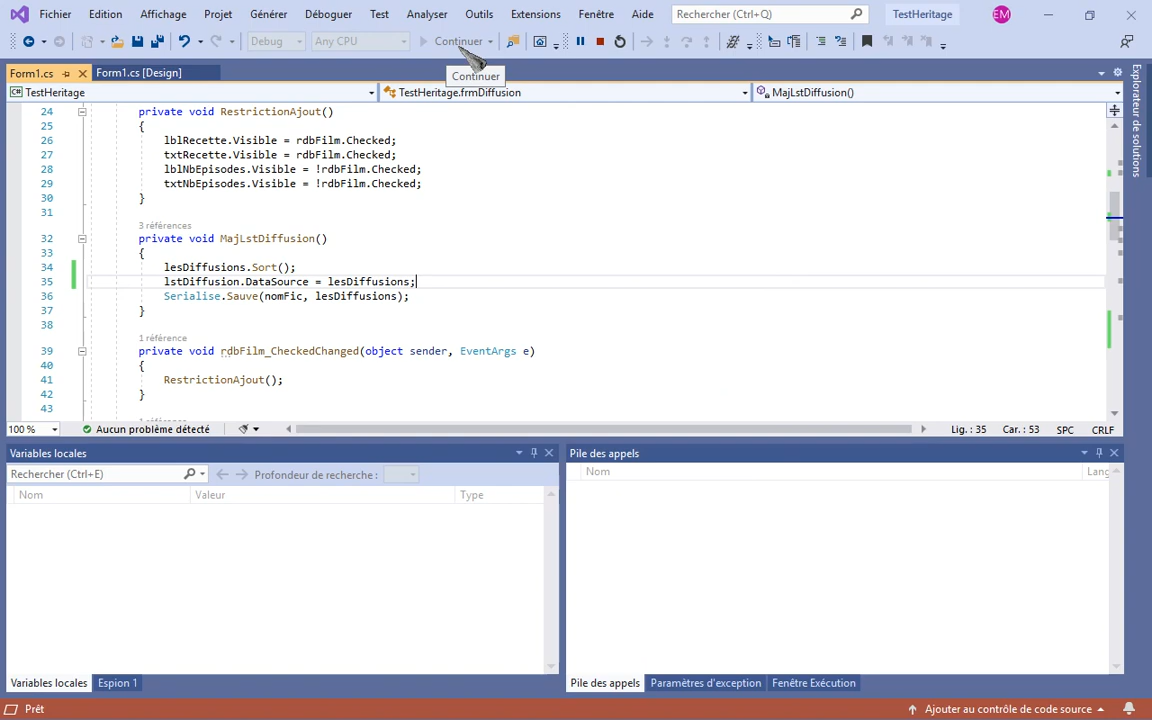 Fichier Edition Affichage Projet Générer Déboguer Test Analyser Outils Extensions Fenêtre Aide Rechercher (Ctrl+Q) TestHeritage EM
Debug Any CPU Continuer
Continuer
Form1.cs Form1.cs [Design]
TestHeritage TestHeritage.frmDiffusion MajLstDiffusion()
24 private void RestrictionAjout()
25 {
26 lblRecette.Visible = rdbFilm.Checked;
27 txtRecette.Visible = rdbFilm.Checked;
28 lblNbEpisodes.Visible = !rdbFilm.Checked;
29 txtNbEpisodes.Visible = !rdbFilm.Checked;
30 }
31
3 références
32 private void MajLstDiffusion()
33 {
34 lesDiffusions.Sort();
35 lstDiffusion.DataSource = lesDiffusions;
36 Serialise.Sauve(nomFic, lesDiffusions);
37 }
38
1 référence
39 private void rdbFilm_CheckedChanged(object sender, EventArgs e)
40 {
41 RestrictionAjout();
42 }
43
100 % Aucun problème détecté Lig. : 35 Car. : 53 SPC CRLF
Explorateur de solutions
Variables locales
Rechercher (Ctrl+E) Profondeur de recherche :
Nom Valeur Type
Variables locales Espion 1
Pile des appels
Nom Lang
Pile des appels Paramètres d'exception Fenêtre Exécution
Prêt Ajouter au contrôle de code source